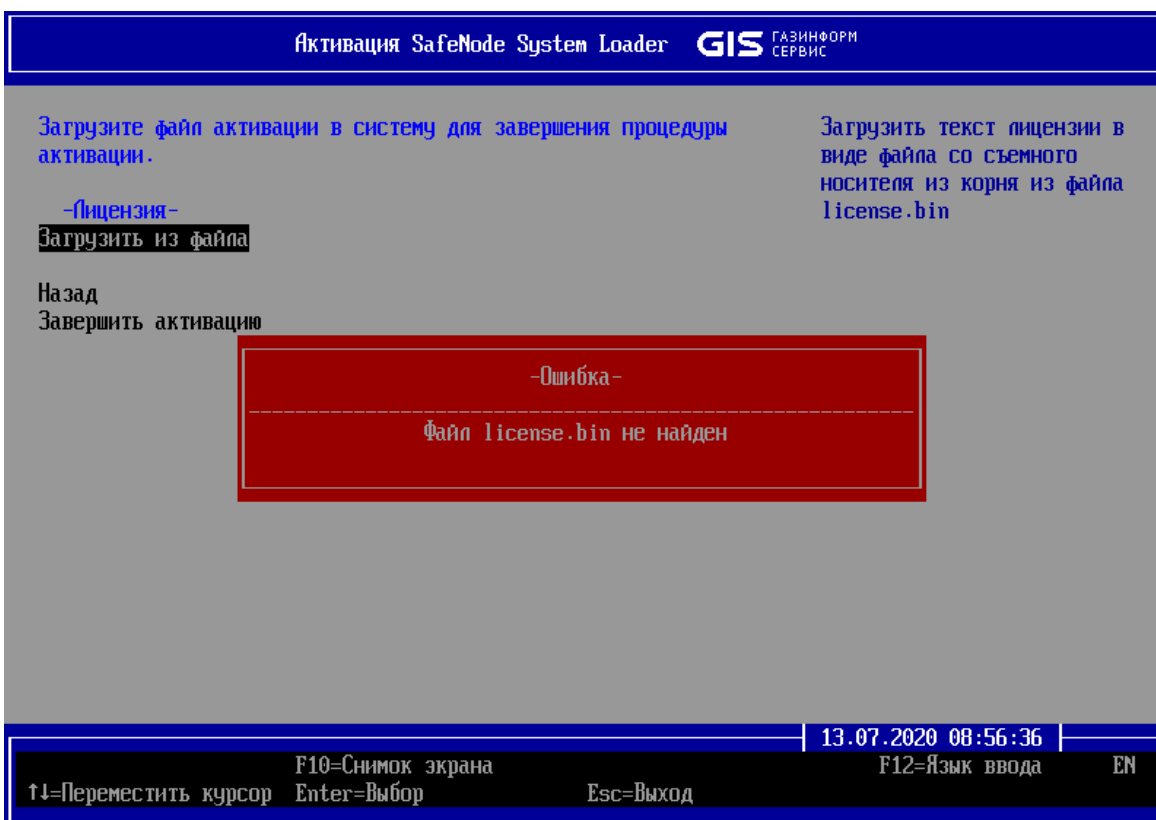 Активация SafeNode System Loader GIS ГАЗИНФОРМ
СЕРВИС
Загрузите файл активации в систему для завершения процедуры
активации.
-Лицензия-
Загрузить из файла
Назад
Завершить активацию
Загрузить текст лицензии в
виде файла со съемного
носителя из корня из файла
license.bin
-Ошибка-
Файл license.bin не найден
13.07.2020 08:56:36
F10=Снимок экрана F12=Язык ввода EN
↑↓=Переместить курсор Enter=Выбор Esc=Выход